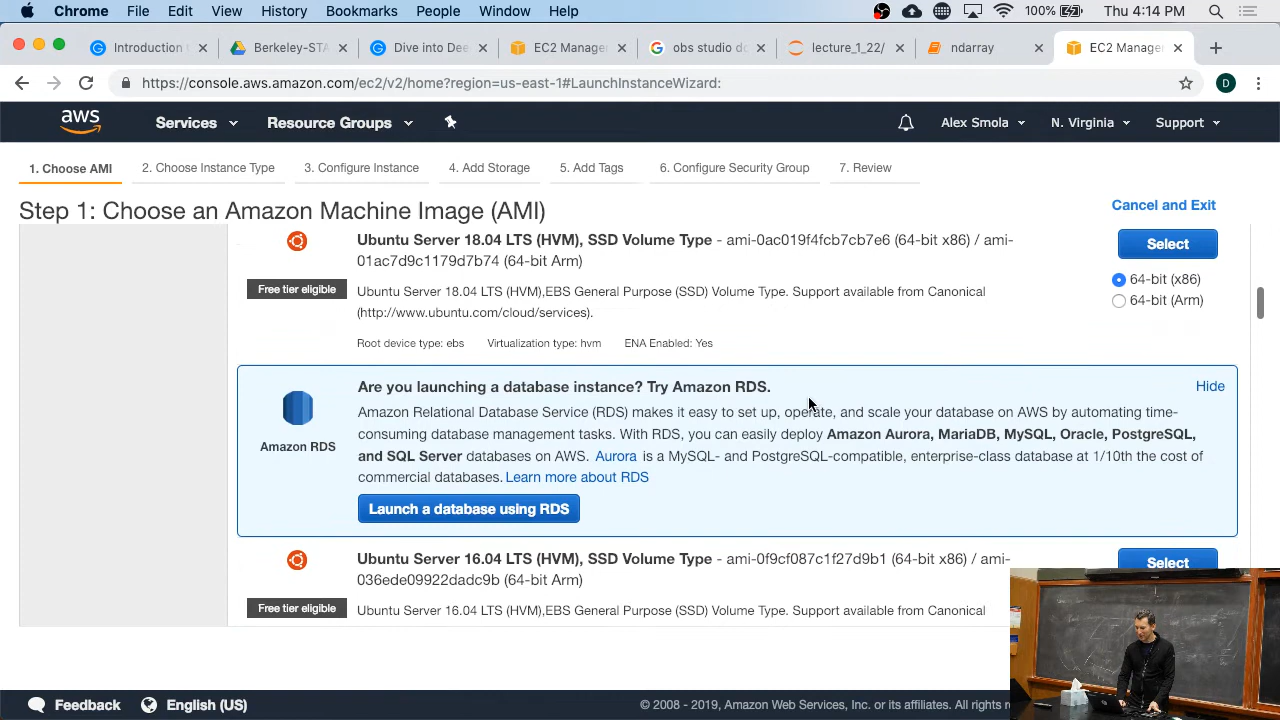 Chrome File Edit View History Bookmarks People Window Help 100% Thu 4:14 PM
Introduction Berkeley-STA Dive into Dee EC2 Manage obs studio do lecture_1_22/ ndarray EC2 Manage
https://console.aws.amazon.com/ec2/v2/home?region=us-east-1#LaunchInstanceWizard: D
aws Services Resource Groups Alex Smola N. Virginia Support
1. Choose AMI 2. Choose Instance Type 3. Configure Instance 4. Add Storage 5. Add Tags 6. Configure Security Group 7. Review
Step 1: Choose an Amazon Machine Image (AMI) Cancel and Exit
Ubuntu Server 18.04 LTS (HVM), SSD Volume Type - ami-0ac019f4fcb7cb7e6 (64-bit x86) / ami-
01ac7d9c1179d7b74 (64-bit Arm)
Select
64-bit (x86)
64-bit (Arm)
Free tier eligible
Ubuntu Server 18.04 LTS (HVM),EBS General Purpose (SSD) Volume Type. Support available from Canonical
(http://www.ubuntu.com/cloud/services).
Root device type: ebs Virtualization type: hvm ENA Enabled: Yes
Are you launching a database instance? Try Amazon RDS. Hide
Amazon RDS
Amazon Relational Database Service (RDS) makes it easy to set up, operate, and scale your database on AWS by automating time-
consuming database management tasks. With RDS, you can easily deploy Amazon Aurora, MariaDB, MySQL, Oracle, PostgreSQL,
and SQL Server databases on AWS. Aurora is a MySQL- and PostgreSQL-compatible, enterprise-class database at 1/10th the cost of
commercial databases. Learn more about RDS
Launch a database using RDS
Ubuntu Server 16.04 LTS (HVM), SSD Volume Type - ami-0f9cf087c1f27d9b1 (64-bit x86) / ami-
036ede09922dadc9b (64-bit Arm)
Select
Free tier eligible
Ubuntu Server 16.04 LTS (HVM),EBS General Purpose (SSD) Volume Type. Support available from Canonical
Feedback English (US) © 2008 - 2019, Amazon Web Services, Inc. or its affiliates. All r